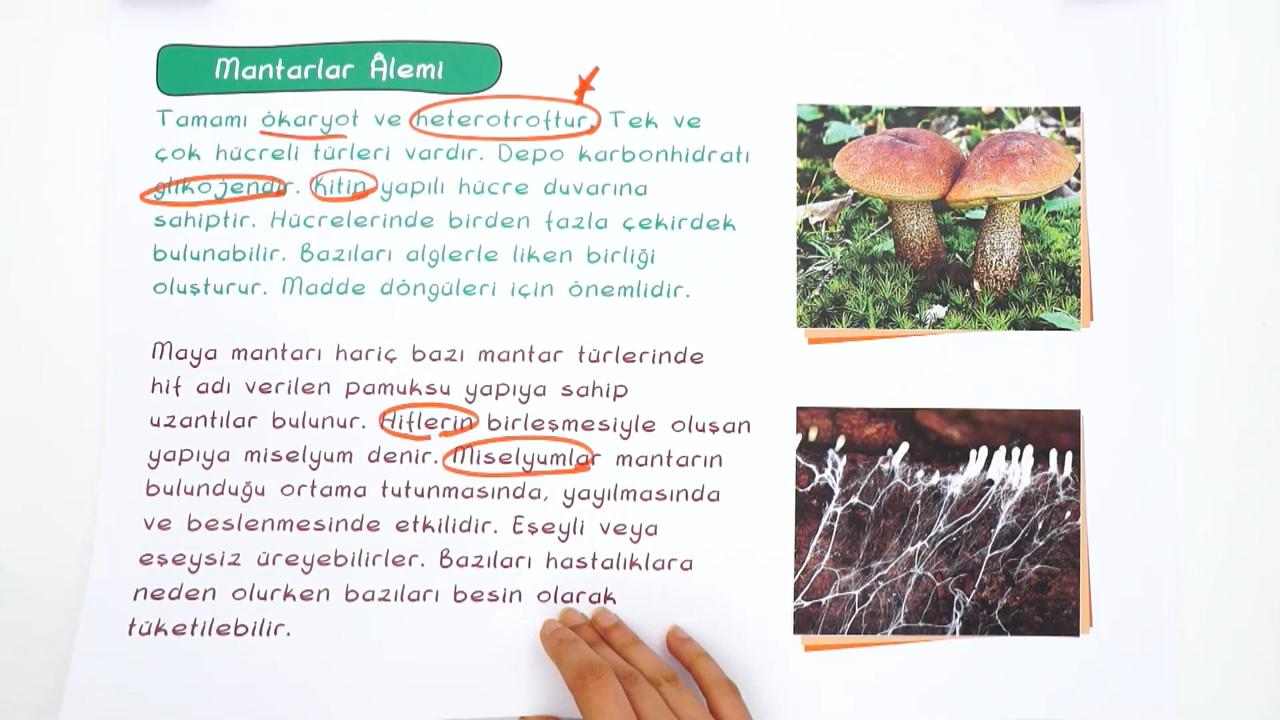 Mantarlar Âlemi
Tamamı ökaryot ve heterotroftur. Tek ve
çok hücreli türleri vardır. Depo karbonhidratı
glikojendir. Kitin yapılı hücre duvarına
sahiptir. Hücrelerinde birden fazla çekirdek
bulunabilir. Bazıları alglerle liken birliği
oluşturur. Madde döngüleri için önemlidir.
Maya mantarı hariç bazı mantar türlerinde
hif adı verilen pamuksu yapıya sahip
uzantılar bulunur. Hiflerin birleşmesiyle oluşan
yapıya miselyum denir. Miselyumlar mantarın
bulunduğu ortama tutunmasında, yayılmasında
ve beslenmesinde etkilidir. Eşeyli veya
eşeysiz üreyebilirler. Bazıları hastalıklara
neden olurken bazıları besin olarak
tüketilebilir.